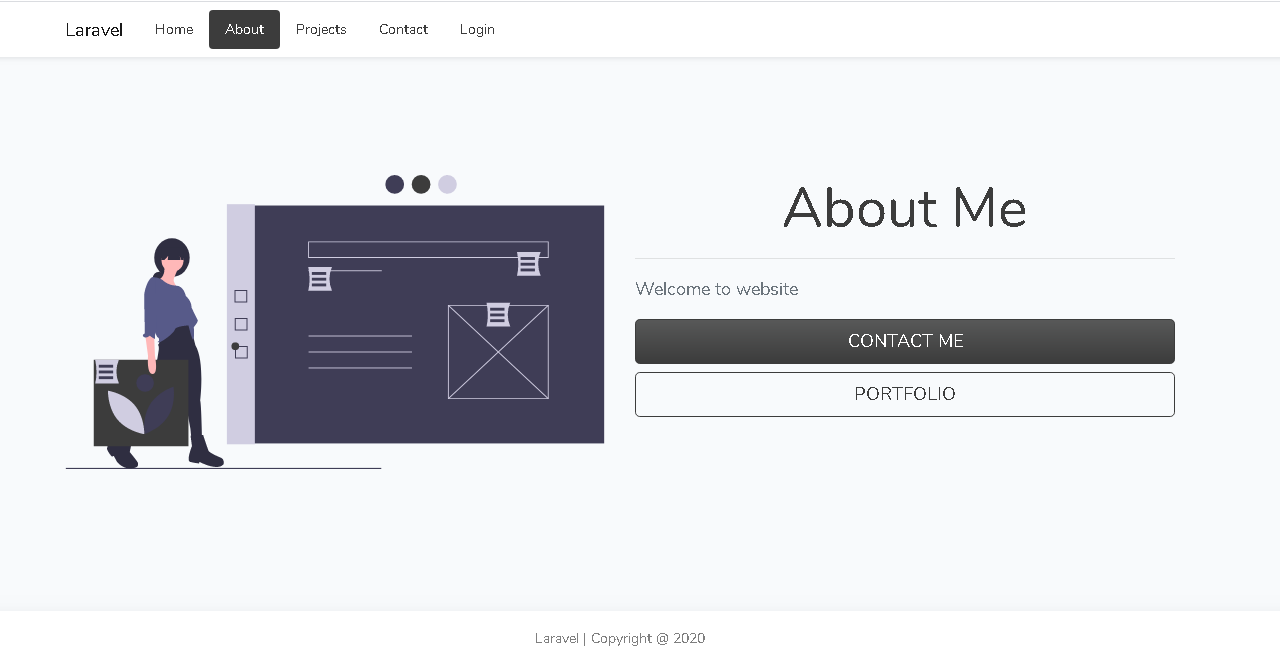 Laravel Home About Projects Contact Login
About Me
Welcome to website
CONTACT ME
PORTFOLIO
Laravel | Copyright @ 2020